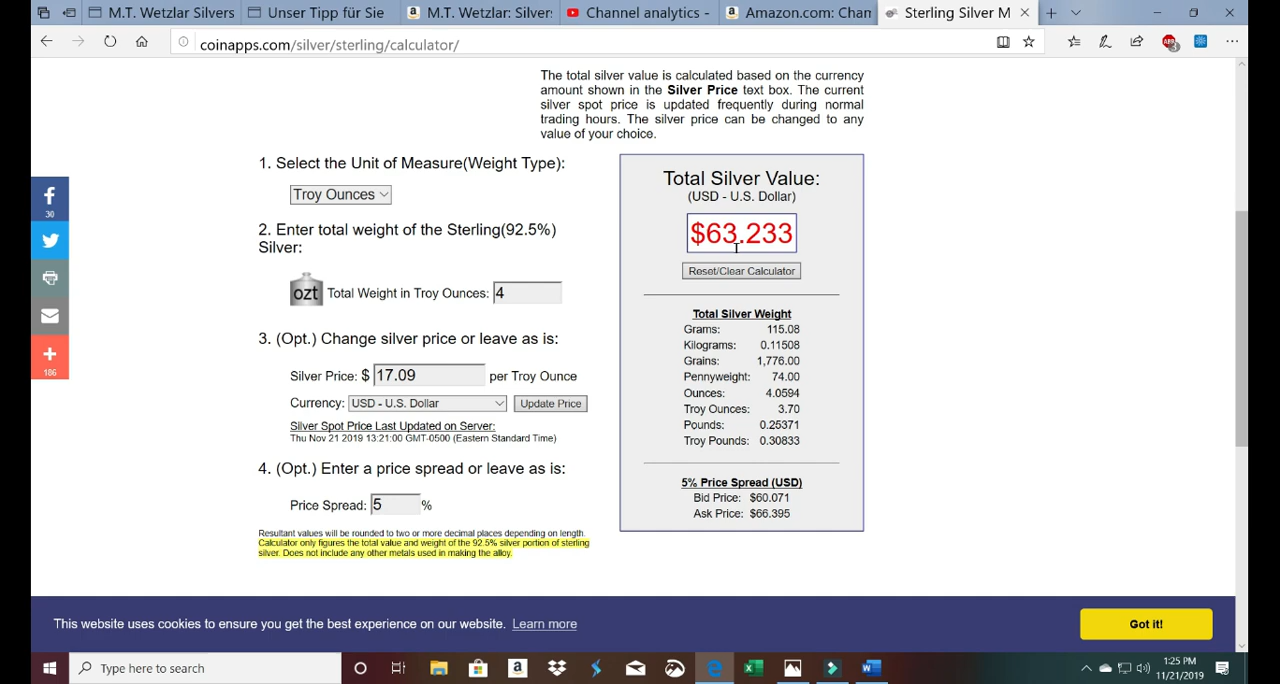 M.T. Wetzlar Silvers
Unser Tipp für Sie
M.T. Wetzlar: Silver:
Channel analytics -
Amazon.com: Chan
Sterling Silver M
coinapps.com/silver/sterling/calculator/
The total silver value is calculated based on the currency
amount shown in the Silver Price text box. The current
silver spot price is updated frequently during normal
trading hours. The silver price can be changed to any
value of your choice.
1. Select the Unit of Measure(Weight Type):
Troy Ounces
2. Enter total weight of the Sterling(92.5%)
Silver:
ozt Total Weight in Troy Ounces: 4
3. (Opt.) Change silver price or leave as is:
Silver Price: $ 17.09 per Troy Ounce
Currency: USD - U.S. Dollar Update Price
Silver Spot Price Last Updated on Server:
Thu Nov 21 2019 13:21:00 GMT-0500 (Eastern Standard Time)
4. (Opt.) Enter a price spread or leave as is:
Price Spread: 5 %
Resultant values will be rounded to two or more decimal places depending on length.
Calculator only figures the total value and weight of the 92.5% silver portion of sterling
silver. Does not include any other metals used in making the alloy.
Total Silver Value:
(USD - U.S. Dollar)
$63.233
Reset/Clear Calculator
Total Silver Weight
Grams: 115.08
Kilograms: 0.11508
Grains: 1,776.00
Pennyweight: 74.00
Ounces: 4.0594
Troy Ounces: 3.70
Pounds: 0.25371
Troy Pounds: 0.30833
5% Price Spread (USD)
Bid Price: $60.071
Ask Price: $66.395
30
186
This website uses cookies to ensure you get the best experience on our website. Learn more
Got it!
Type here to search
1:25 PM
11/21/2019